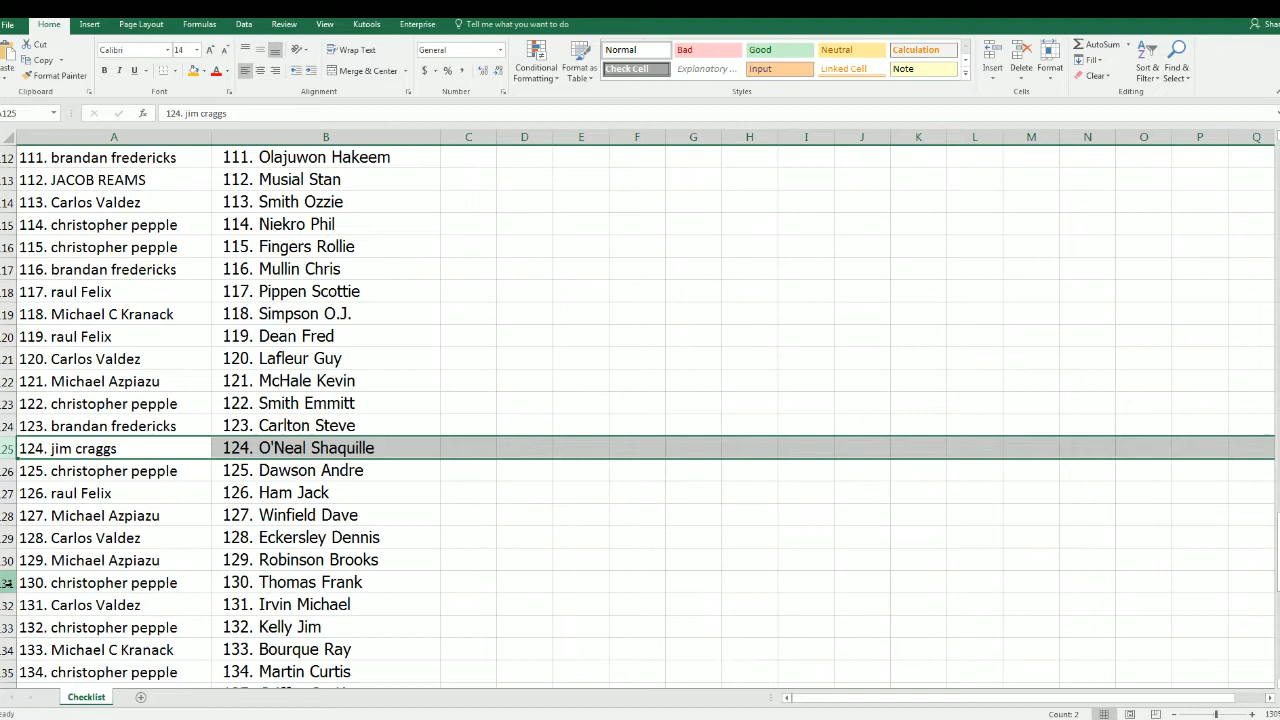 File Home Insert Page Layout Formulas Data Review View Kutools Enterprise Tell me what you want to do
Cut Calibri 14 Wrap Text General Normal Bad Good Neutral Calculation AutoSum
Copy Format Painter Merge & Center Conditional Formatting Format as Table Check Cell Explanatory ... Input Linked Cell Note Insert Delete Format Fill Clear Sort & Filter Find & Select
Clipboard Font Alignment Number Styles Cells Editing
124. jim craggs
A B C D E F G H I J K L M N O P Q
111. brandan fredericks 111. Olajuwon Hakeem
112. JACOB REAMS 112. Musial Stan
113. Carlos Valdez 113. Smith Ozzie
114. christopher pepple 114. Niekro Phil
115. christopher pepple 115. Fingers Rollie
116. brandan fredericks 116. Mullin Chris
117. raul Felix 117. Pippen Scottie
118. Michael C Kranack 118. Simpson O.J.
119. raul Felix 119. Dean Fred
120. Carlos Valdez 120. Lafleur Guy
121. Michael Azpiazu 121. McHale Kevin
122. christopher pepple 122. Smith Emmitt
123. brandan fredericks 123. Carlton Steve
124. jim craggs 124. O'Neal Shaquille
125. christopher pepple 125. Dawson Andre
126. raul Felix 126. Ham Jack
127. Michael Azpiazu 127. Winfield Dave
128. Carlos Valdez 128. Eckersley Dennis
129. Michael Azpiazu 129. Robinson Brooks
130. christopher pepple 130. Thomas Frank
131. Carlos Valdez 131. Irvin Michael
132. christopher pepple 132. Kelly Jim
133. Michael C Kranack 133. Bourque Ray
134. christopher pepple 134. Martin Curtis
Checklist
Count: 2